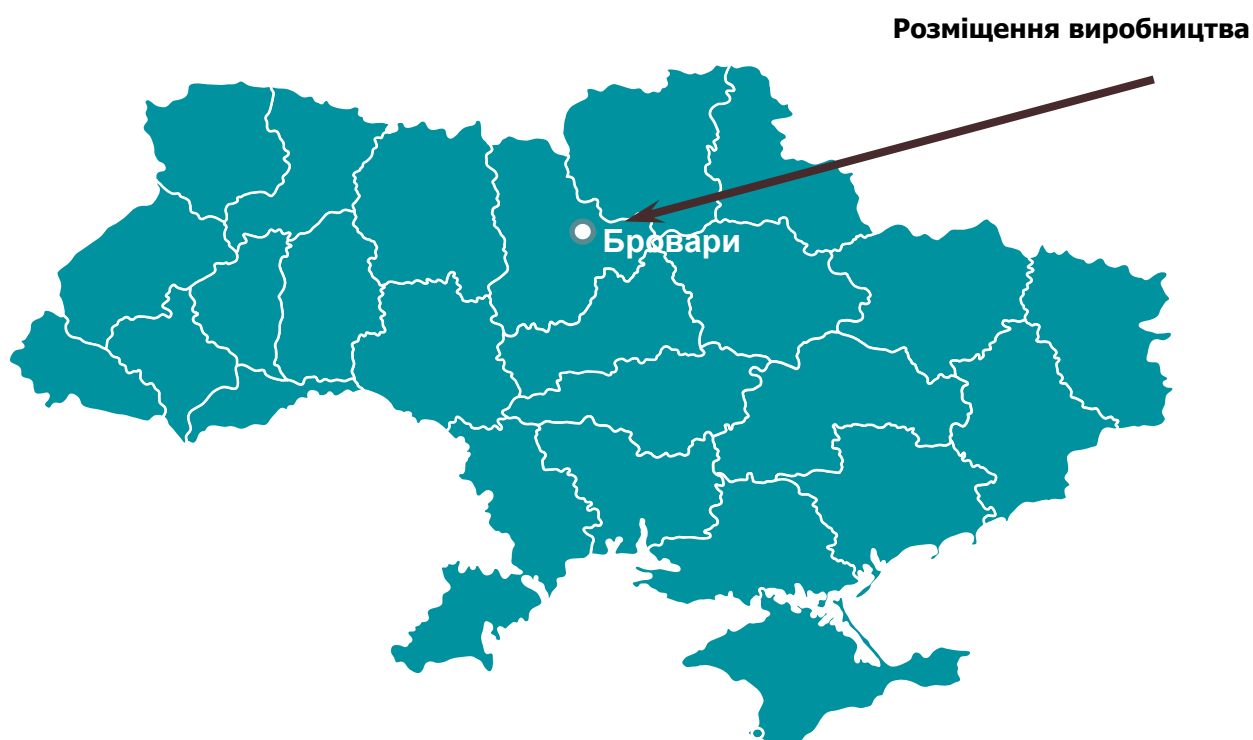 Розміщення виробництва
Бровари